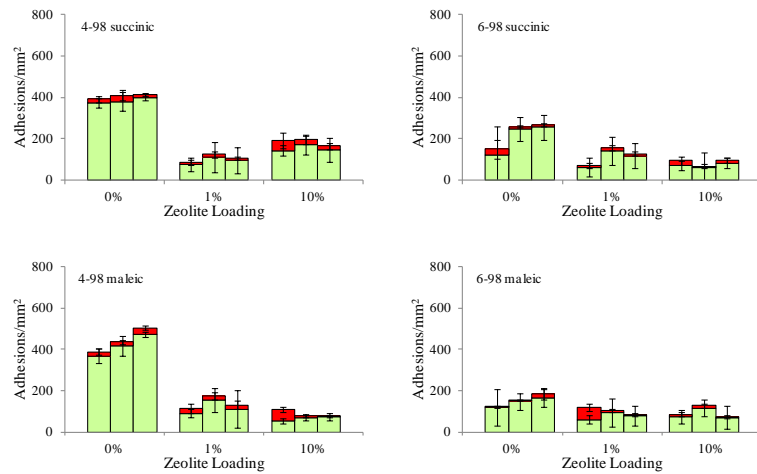 4-98 succinic
800
600
400
200
0
Adhesions/mm²
0%
1%
10%
Zeolite Loading
6-98 succinic
800
600
400
200
0
Adhesions/mm²
0%
1%
10%
Zeolite Loading
4-98 maleic
800
600
400
200
0
Adhesions/mm²
0%
1%
10%
Zeolite Loading
6-98 maleic
800
600
400
200
0
Adhesions/mm²
0%
1%
10%
Zeolite Loading